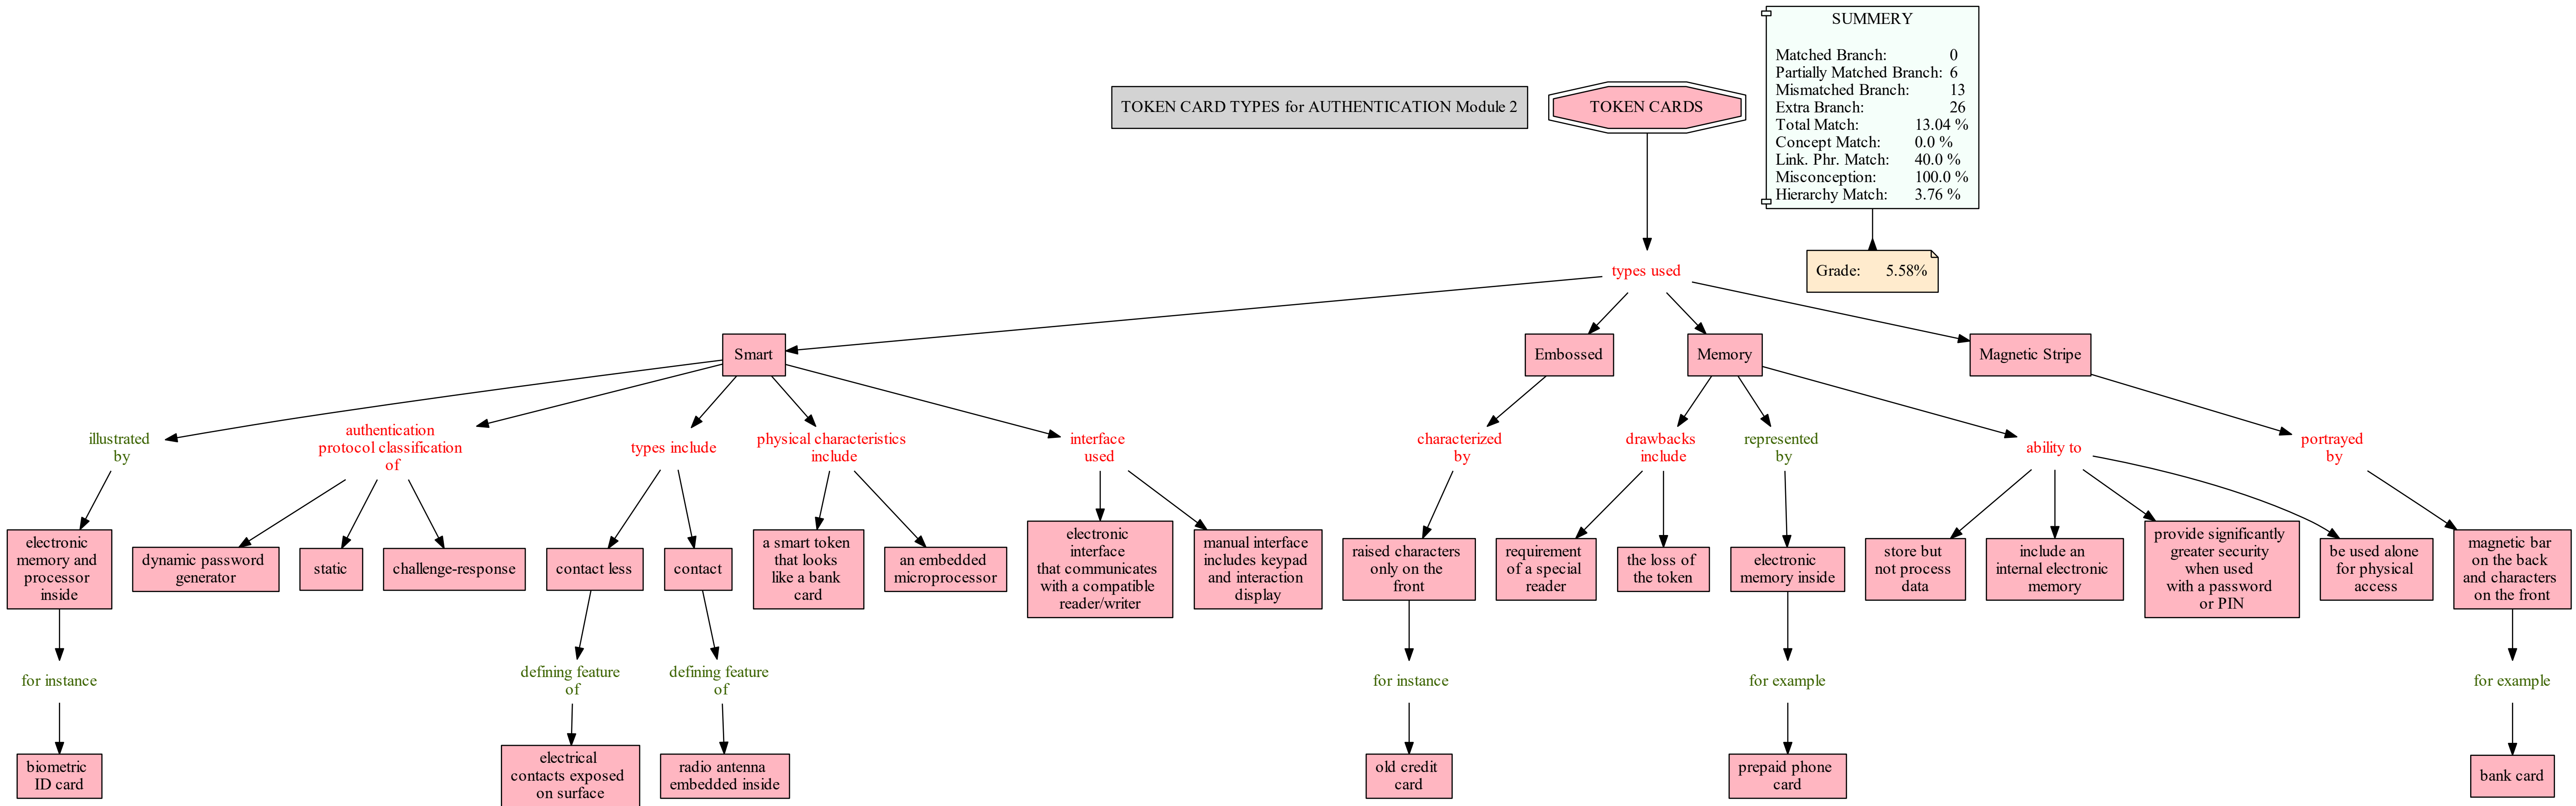 SUMMERY
Matched Branch: 0
Partially Matched Branch: 6
Mismatched Branch: 13
Extra Branch: 26
Total Match: 13.04 %
Concept Match: 0.0 %
Link. Phr. Match: 40.0 %
Misconception: 100.0 %
Hierarchy Match: 3.76 %
TOKEN CARD TYPES for AUTHENTICATION Module 2
TOKEN CARDS
Grade: 5.58%
types used
Smart
Embossed
Memory
Magnetic Stripe
illustrated
by
authentication
protocol classification
of
types include
physical characteristics
include
interface
used
characterized
by
drawbacks
include
represented
by
ability to
portrayed
by
electronic
memory and
processor
inside
dynamic password
generator
static
challenge-response
contact less
contact
a smart token
that looks
like a bank
card
an embedded
microprocessor
electronic
interface
that communicates
with a compatible
reader/writer
manual interface
includes keypad
and interaction
display
raised characters
only on the
front
requirement
of a special
reader
the loss of
the token
electronic
memory inside
store but
not process
data
include an
internal electronic
memory
provide significantly
greater security
when used
with a password
or PIN
be used alone
for physical
access
magnetic bar
on the back
and characters
on the front
for instance
defining feature
of
defining feature
of
for instance
for example
for example
biometric
ID card
electrical
contacts exposed
on surface
radio antenna
embedded inside
old credit
card
prepaid phone
card
bank card